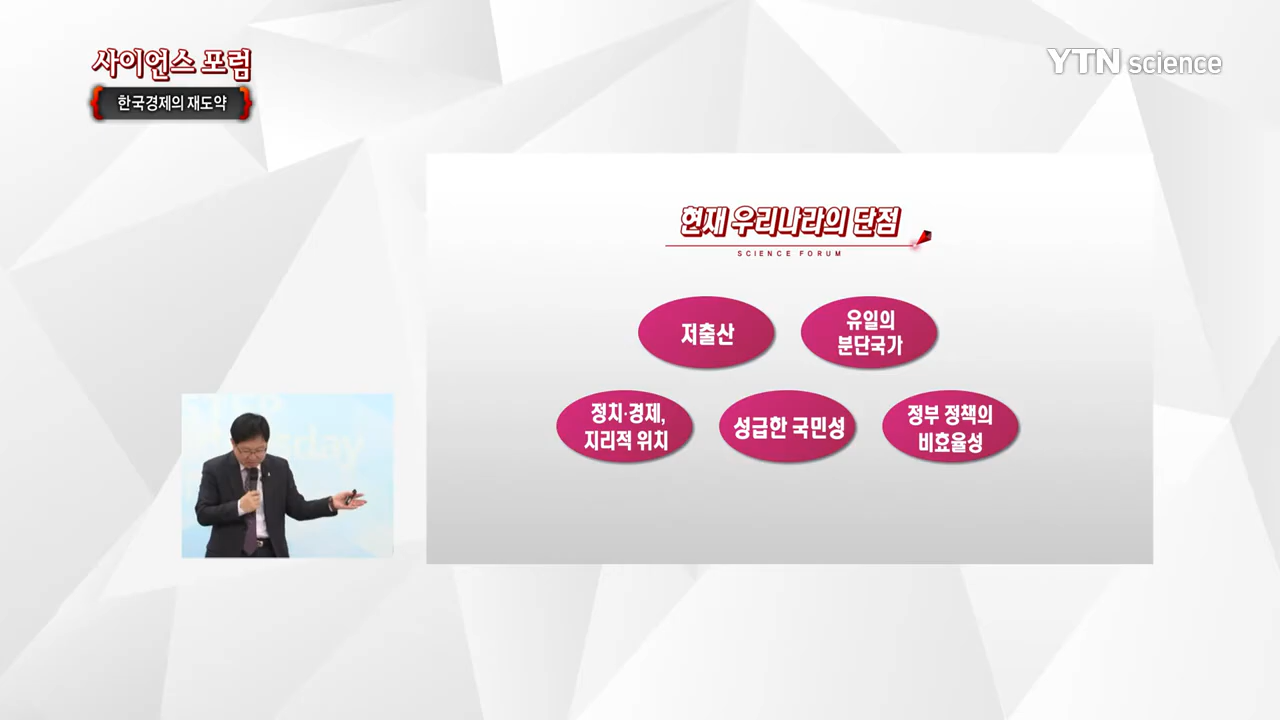 사이언스 포럼
한국경제의 재도약
YTN science
현재 우리나라의 단점
SCIENCE FORUM
저출산
유일의
분단국가
정치·경제,
지리적 위치
성급한 국민성
정부 정책의
비효율성